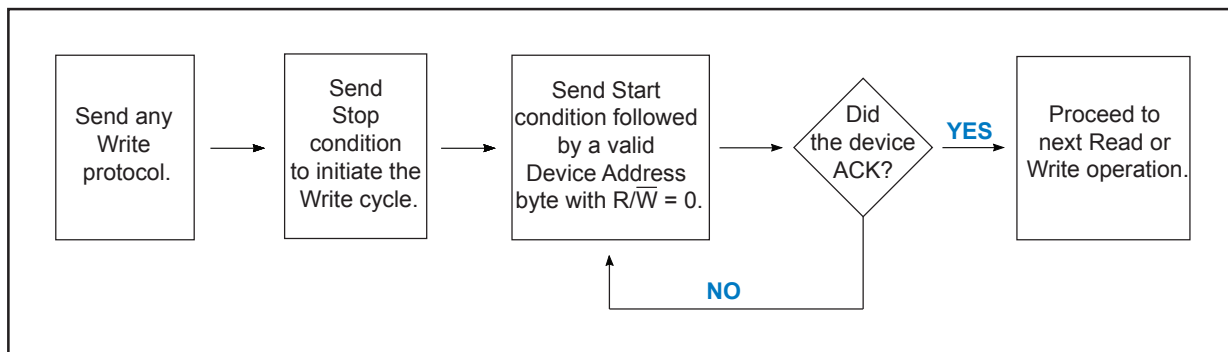 Send any
Write
protocol.
Send
Stop
condition
to initiate the
Write cycle.
Send Start
condition followed
by a valid
Device Address
byte with R/W̅ = 0.
Did
the device
ACK?
YES
NO
Proceed to
next Read or
Write operation.